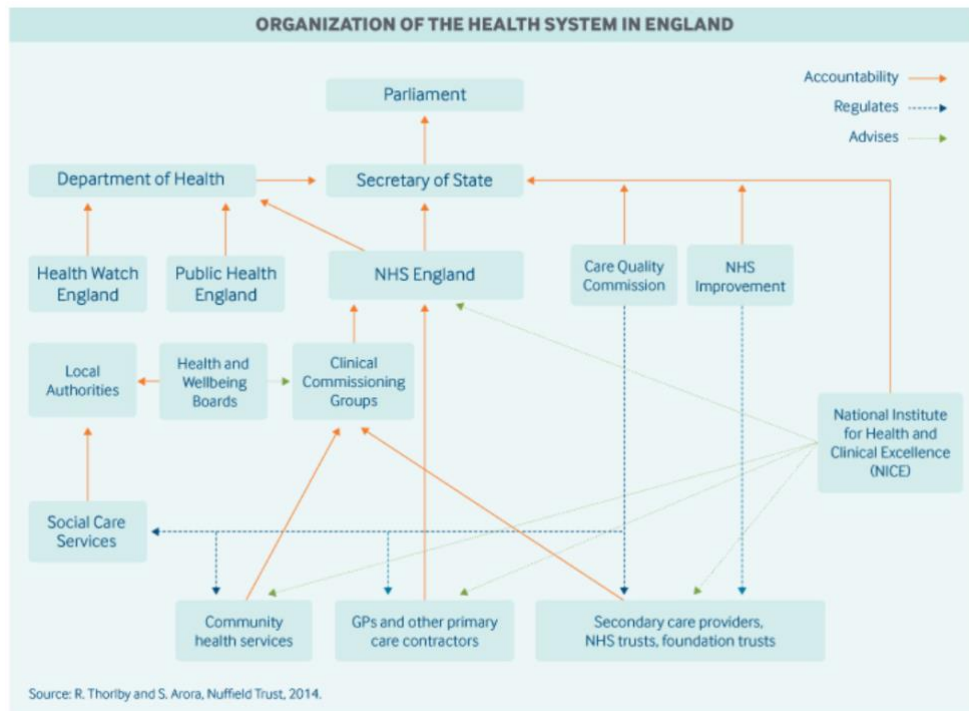 ORGANIZATION OF THE HEALTH SYSTEM IN ENGLAND
Accountability
Regulates
Advises
Parliament
Department of Health
Secretary of State
Health Watch
England
Public Health
England
NHS England
Care Quality
Commission
NHS
Improvement
Local
Authorities
Health and
Wellbeing
Boards
Clinical
Commissioning
Groups
National Institute
for Health and
Clinical Excellence
(NICE)
Social Care
Services
Community
health services
GPs and other primary
care contractors
Secondary care providers,
NHS trusts, foundation trusts
Source: R. Thorlby and S. Arora, Nuffield Trust, 2014.